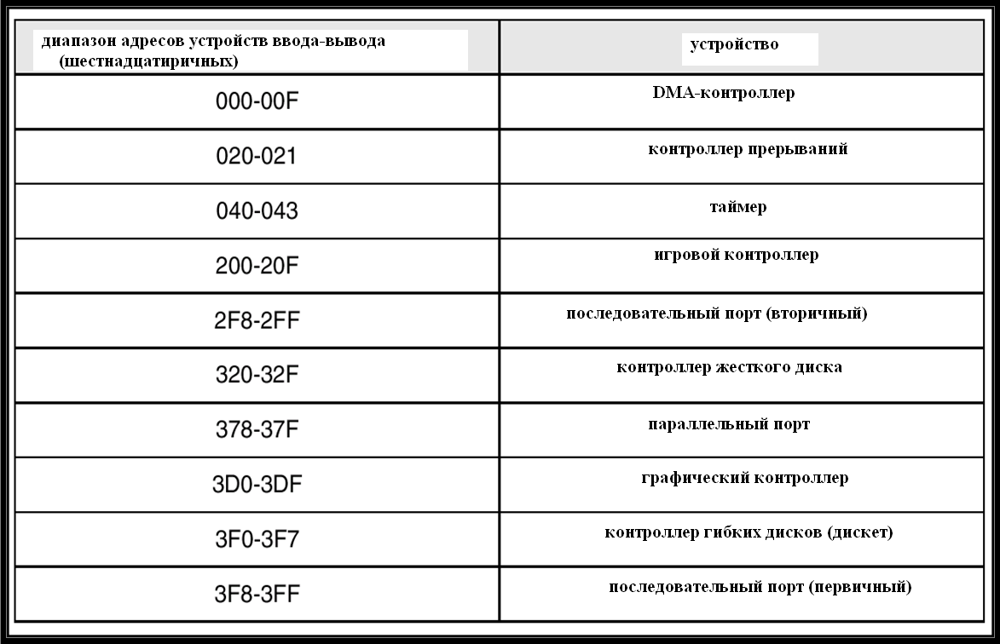 диапазон адресов устройств ввода-вывода
(шестнадцатиричных)
устройство
000-00F
DMA-контроллер
020-021
контроллер прерываний
040-043
таймер
200-20F
игровой контроллер
2F8-2FF
последовательный порт (вторичный)
320-32F
контроллер жесткого диска
378-37F
параллельный порт
3D0-3DF
графический контроллер
3F0-3F7
контроллер гибких дисков (дискет)
3F8-3FF
последовательный порт (первичный)